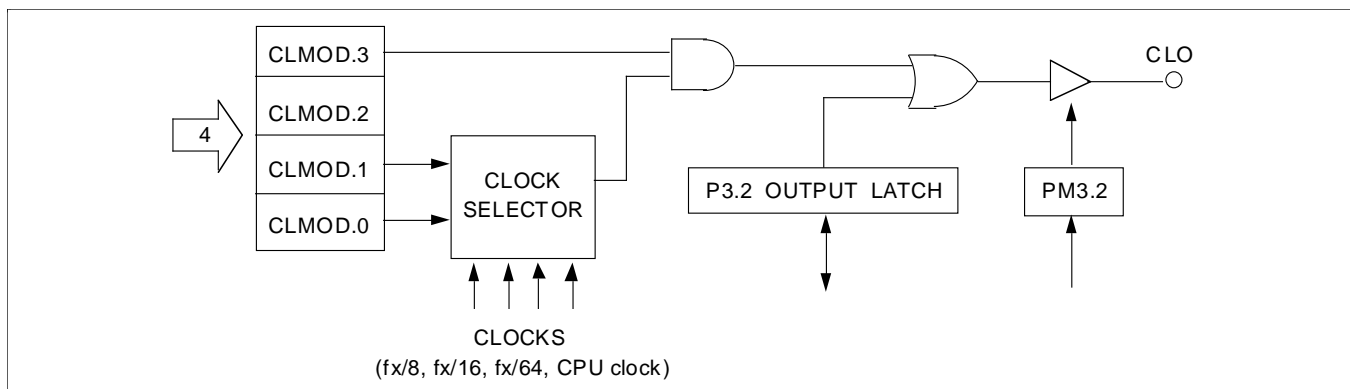 CLMOD.3
CLMOD.2
CLMOD.1
CLMOD.0
4
CLOCK
SELECTOR
CLOCKS
(fx/8, fx/16, fx/64, CPU clock)
P3.2 OUTPUT LATCH
PM3.2
CLO